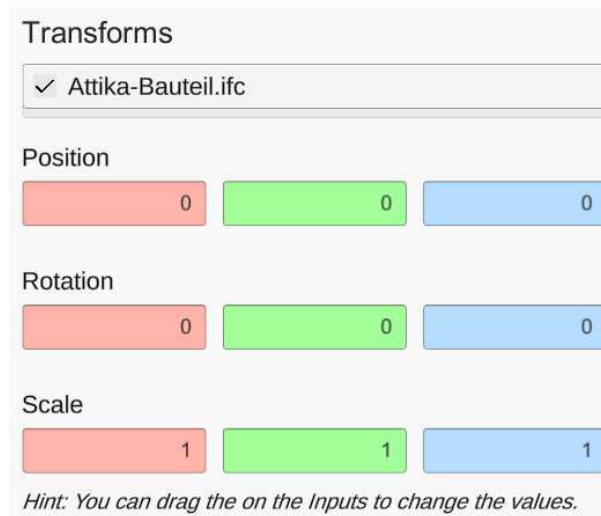 Transforms
✓ Attika-Bauteil.ifc
Position
0 0 0
Rotation
0 0 0
Scale
1 1 1
Hint: You can drag the on the Inputs to change the values.